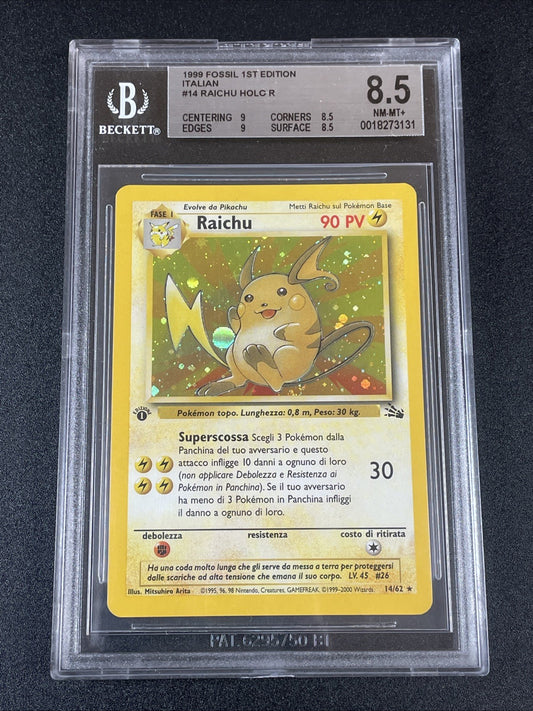 BECKETT®
1999 FOSSIL 1ST EDITION
ITALIAN
#14 RAICHU HOLC R
CENTERING 9 CORNERS 8.5
EDGES 9 SURFACE 8.5
8.5
NM-MT+
0018273131
Evolve da Pikachu
Metti Raichu sul Pokémon Base
FASE 1
Raichu
90 PV
EDIZIONE 1
Pokémon topo. Lunghezza: 0,8 m, Peso: 30 kg.
Superscossa Scegli 3 Pokémon dalla
Panchina del tuo avversario e questo
attacco infligge 10 danni a ognuno di loro
(non applicare Debolezza e Resistenza ai
Pokémon in Panchina). Se il tuo avversario
ha meno di 3 Pokémon in Panchina infliggi
il danno a ognuno di loro.
30
debolezza resistenza costo di ritirata
Ha una coda molto lunga che gli serve da messa a terra per proteggersi
dalle scariche ad alta tensione che emana il suo corpo. LV. 45 #26
Illus. Mitsuhiro Arita ©1995, 96, 98 Nintendo, Creatures, GAMEFREAK. ©1999-2000 Wizards. 14/62 ★